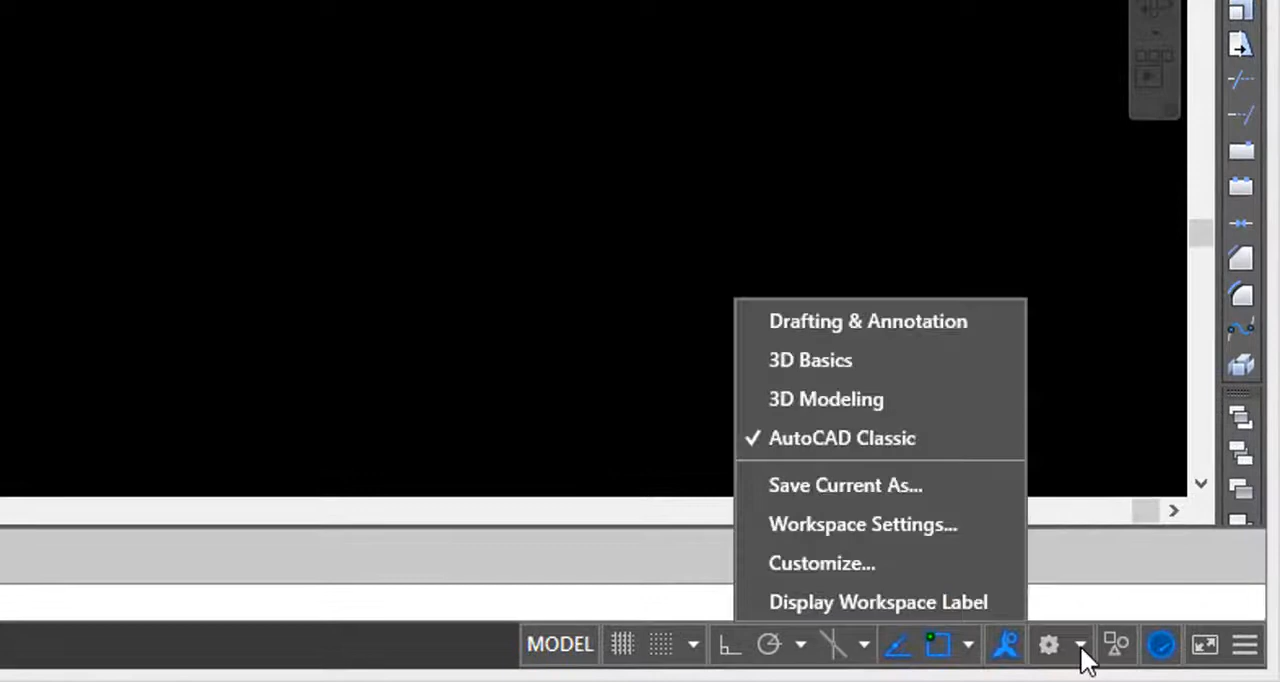 Drafting & Annotation
3D Basics
3D Modeling
AutoCAD Classic
Save Current As...
Workspace Settings...
Customize...
Display Workspace Label
MODEL